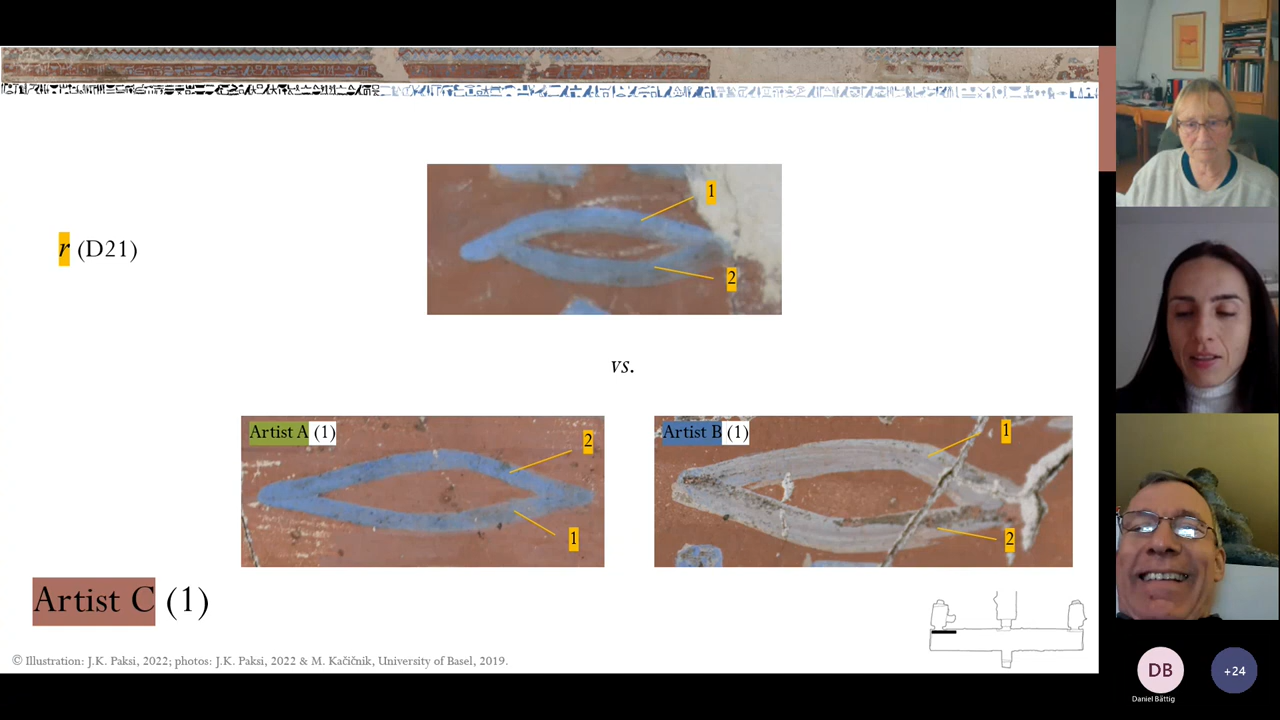 1
r (D21)
2
vs.
Artist A (1)
2
1
Artist B (1)
1
2
Artist C (1)
© Illustration: J.K. Paksi, 2022; photos: J.K. Paksi, 2022 & M. Kačičnik, University of Basel, 2019.
DB
Daniel Bättig
+24